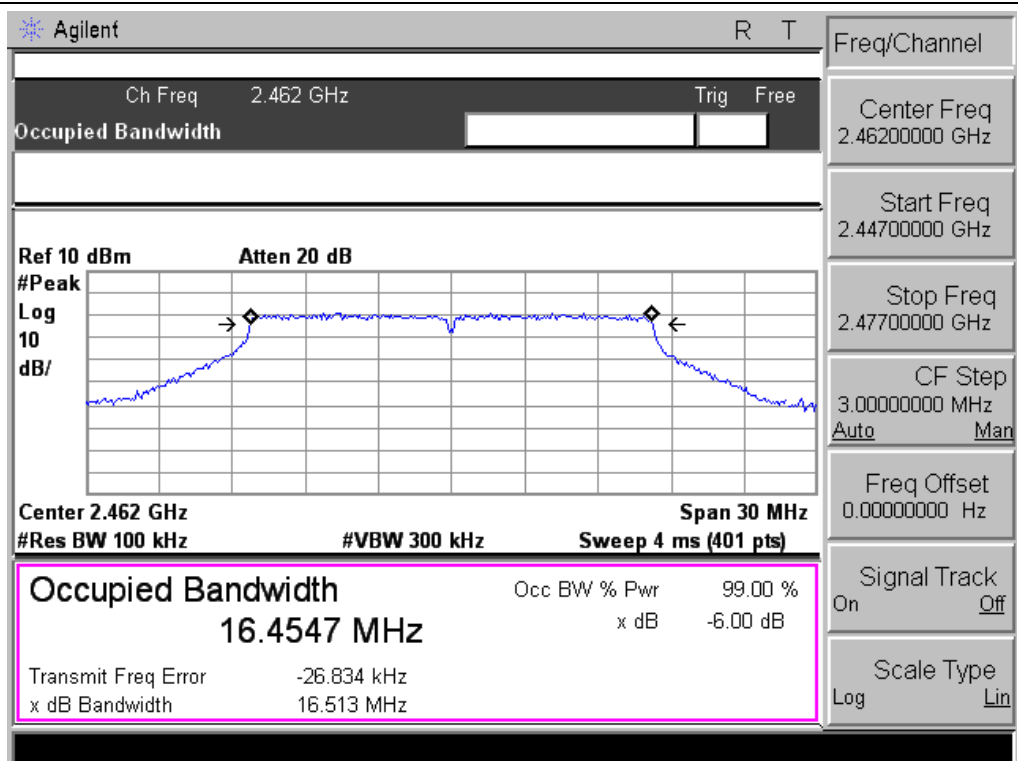 Agilent R T
Ch Freq 2.462 GHz Trig Free
Occupied Bandwidth
Ref 10 dBm Atten 20 dB
#Peak
Log
10
dB/
Center 2.462 GHz Span 30 MHz
#Res BW 100 kHz #VBW 300 kHz Sweep 4 ms (401 pts)
Occupied Bandwidth Occ BW % Pwr 99.00 %
16.4547 MHz x dB -6.00 dB
Transmit Freq Error -26.834 kHz
x dB Bandwidth 16.513 MHz
Freq/Channel
Center Freq
2.46200000 GHz
Start Freq
2.44700000 GHz
Stop Freq
2.47700000 GHz
CF Step
3.00000000 MHz
Auto Man
Freq Offset
0.00000000 Hz
Signal Track
On Off
Scale Type
Log Lin